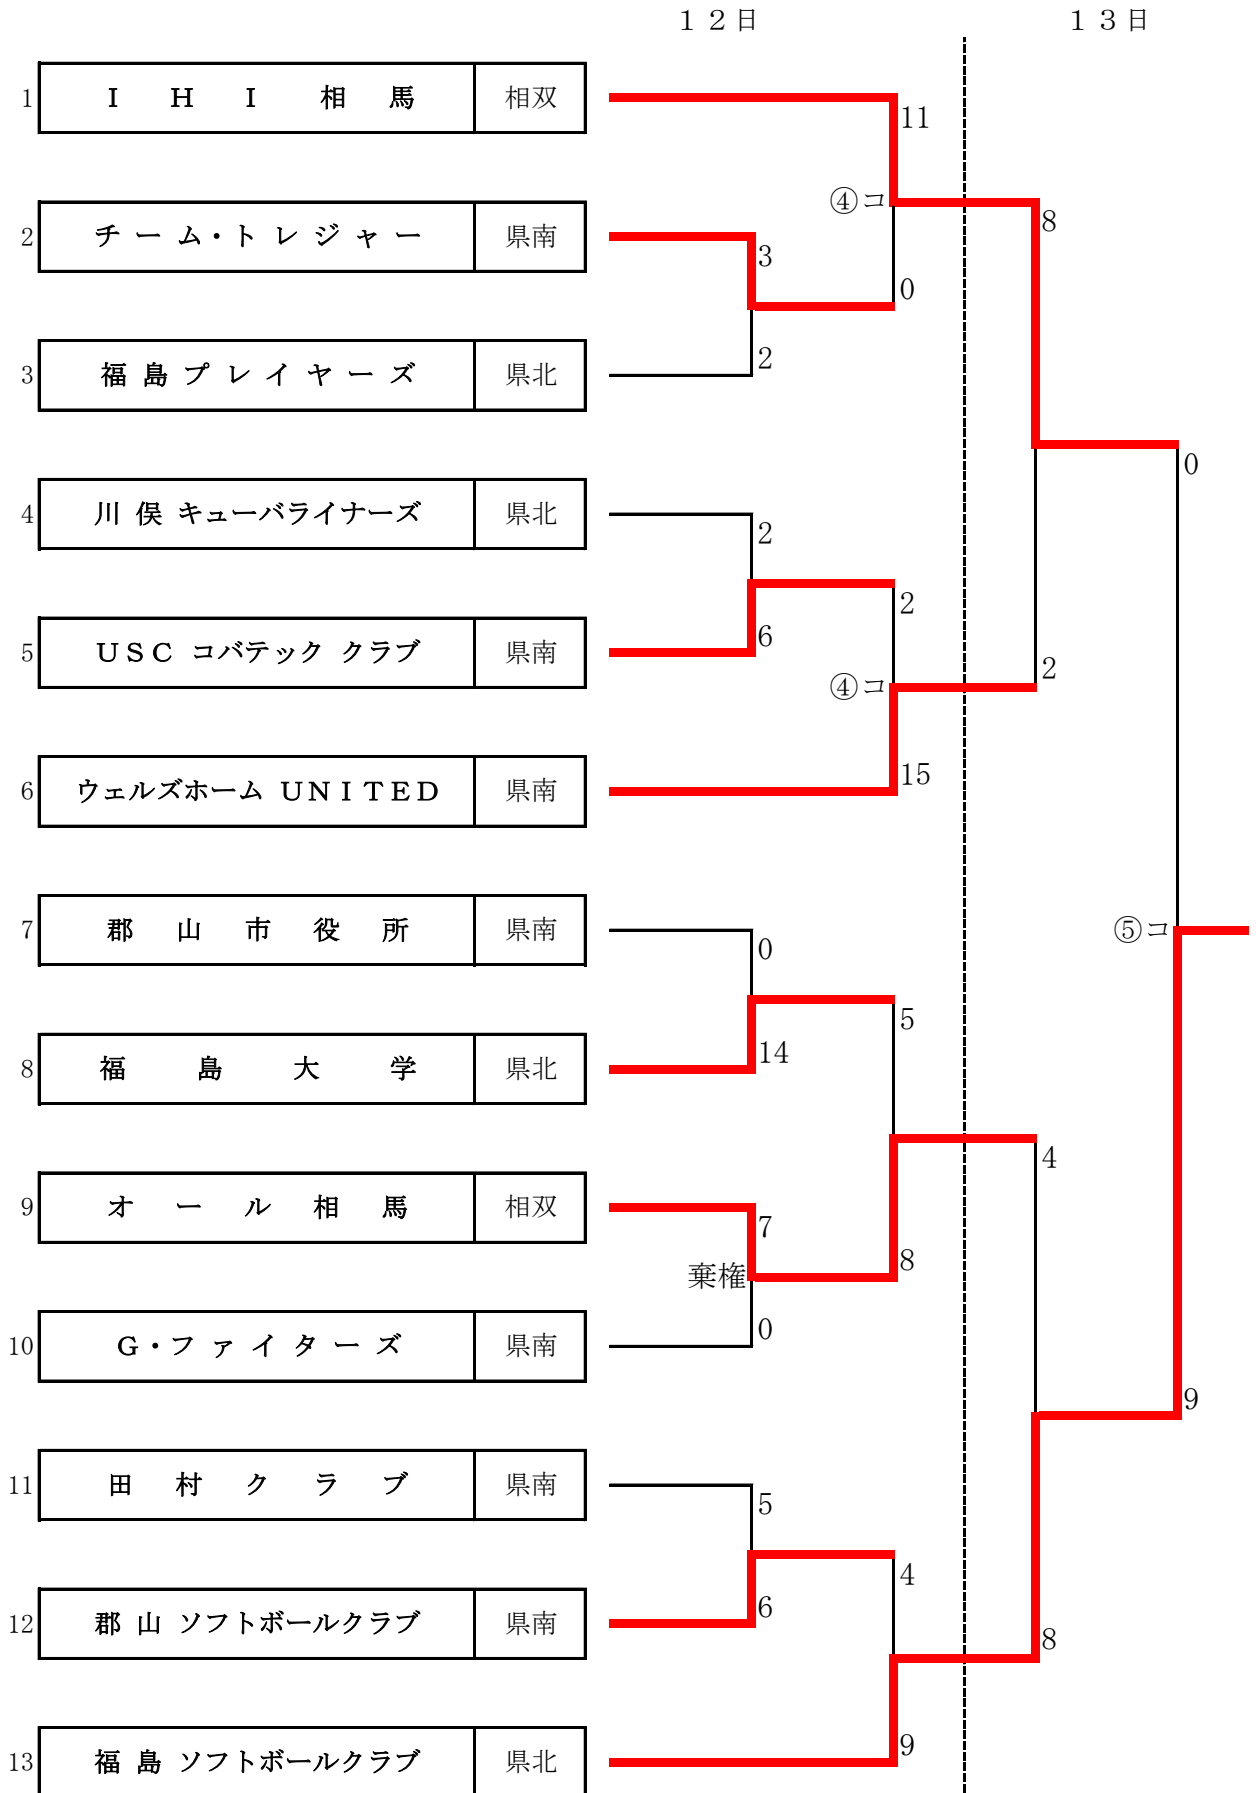 １２日 １３日
1 ＩＨＩ相馬 相双
11
④コ
8
2 チーム・トレジャー 県南
3
0
3 福島プレイヤーズ 県北
2
0
4 川俣キューバライナーズ 県北
2
2
5 ＵＳＣ コバテック クラブ 県南
6
④コ
2
6 ウェルズホーム ＵＮＩＴＥＤ 県南
15
7 郡山市役所 県南
0
⑤コ
5
8 福島大学 県北
14
4
9 オール相馬 相双
7
8
棄権
10 Ｇ・ファイターズ 県南
0
9
11 田村クラブ 県南
5
4
12 郡山ソフトボールクラブ 県南
6
8
13 福島ソフトボールクラブ 県北
9